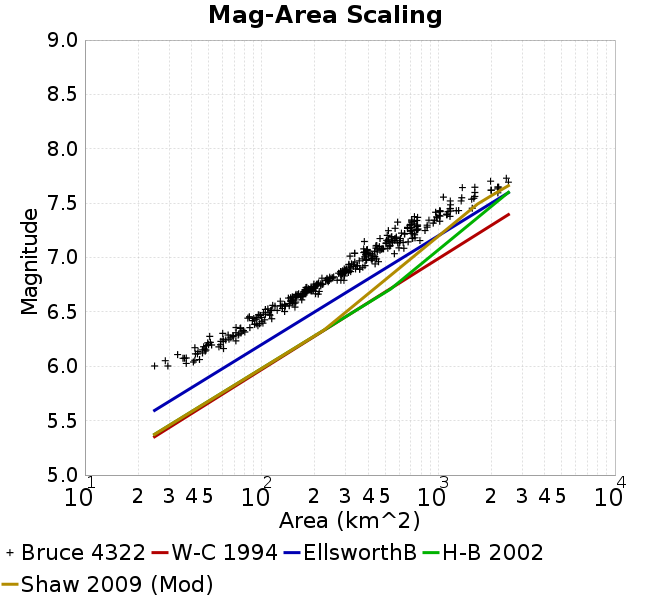 Mag-Area Scaling
9.0
8.5
8.0
7.5
7.0
6.5
6.0
5.5
5.0
Magnitude
10^1 2 3 4 5 10^2 2 3 4 5 10^3 2 3 4 5 10^4
Area (km^2)
Bruce 4322 W-C 1994 EllsworthB H-B 2002
Shaw 2009 (Mod)